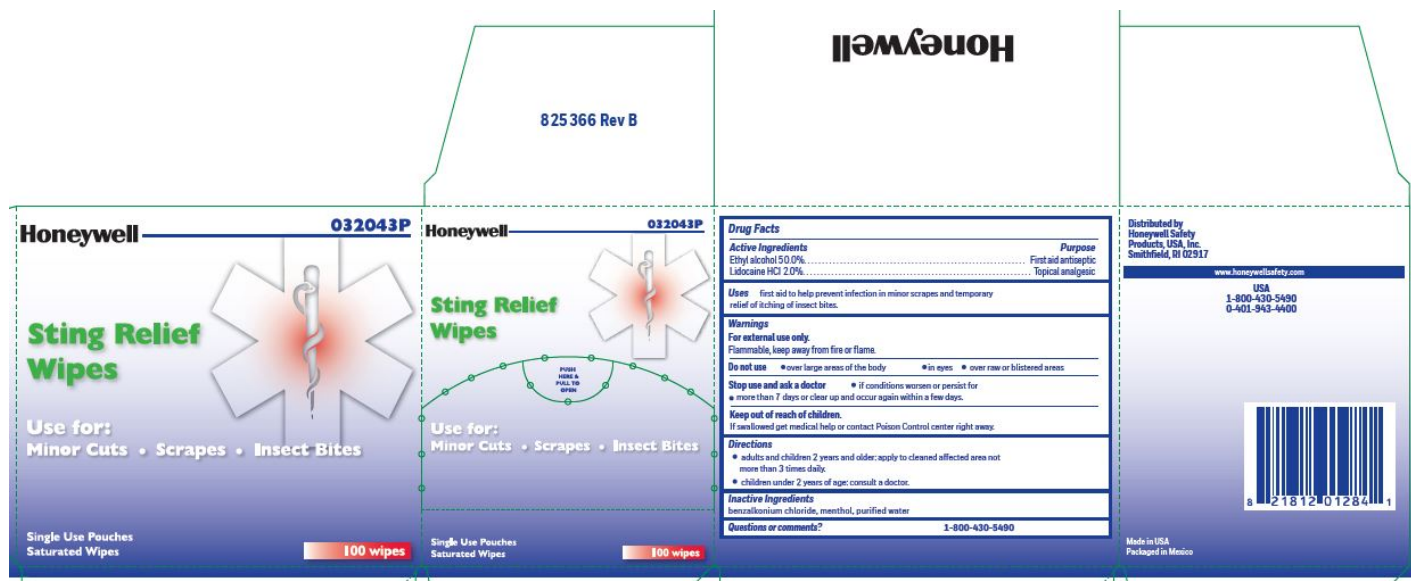 Honeywell
825366 Rev B
Honeywell
032043P
Sting Relief
Wipes
Use for:
Minor Cuts • Scrapes • Insect Bites
Single Use Pouches
Saturated Wipes
100 wipes
Honeywell
032043P
Sting Relief
Wipes
PUSH
HERE &
PULL TO
OPEN
Use for:
Minor Cuts • Scrapes • Insect Bites
Single Use Pouches
Saturated Wipes
100 wipes
Drug Facts
Active Ingredients Purpose
Ethyl alcohol 50.0%.......................................................... First aid antiseptic
Lidocaine HCl 2.0%.......................................................... Topical analgesic
Uses first aid to help prevent infection in minor scrapes and temporary
relief of itching of insect bites.
Warnings
For external use only.
Flammable, keep away from fire or flame.
Do not use • over large areas of the body • in eyes • over raw or blistered areas
Stop use and ask a doctor • if conditions worsen or persist for
• more than 7 days or clear up and occur again within a few days.
Keep out of reach of children.
If swallowed get medical help or contact Poison Control center right away.
Directions
• adults and children 2 years and older: apply to cleaned affected area not
more than 3 times daily.
• children under 2 years of age: consult a doctor.
Inactive Ingredients
benzalkonium chloride, menthol, purified water
Questions or comments? 1-800-430-5490
Distributed by
Honeywell Safety
Products, USA, Inc.
Smithfield, RI 02917
www.honeywellsafety.com
USA
1-800-430-5490
0-401-943-4400
8 21812 01284 1
Made in USA
Packaged in Mexico